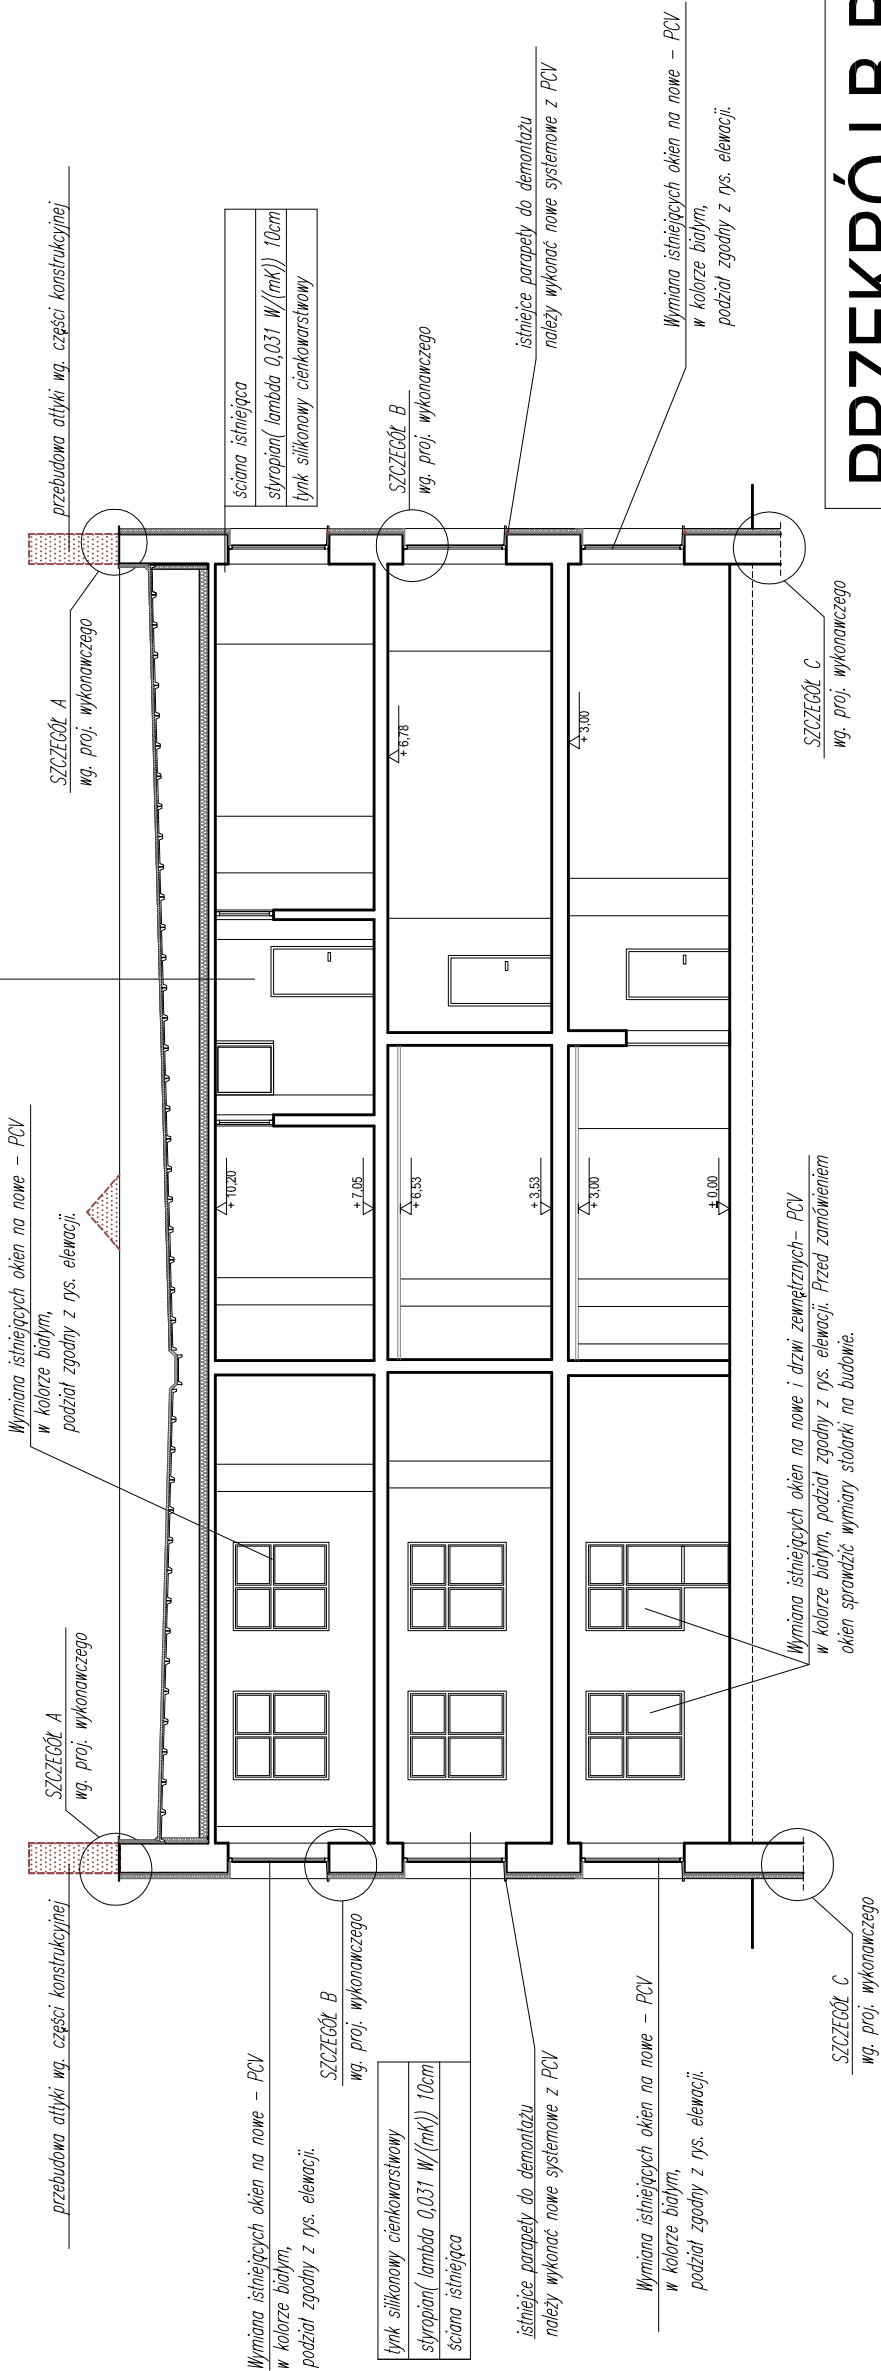 przebudowa attyki wg. części konstrukcyjnej
SZCZEGÓŁ A
wg. proj. wykonawczego
Wymiana istniejących okien na nowe - PCV
w kolorze białym,
podział zgodny z rys. elewacji.
SZCZEGÓŁ A
wg. proj. wykonawczego
przebudowa attyki wg. części konstrukcyjnej
Wymiana istniejących okien na nowe - PCV
w kolorze białym,
podział zgodny z rys. elewacji.
SZCZEGÓŁ B
wg. proj. wykonawczego
tynk silikonowy cienkowarstwowy
styropian( lambda 0,031 W/(mK)) 10cm
ściana istniejąca
istniejce parapety do demontażu
należy wykonać nowe systemowe z PCV
Wymiana istniejących okien na nowe - PCV
w kolorze białym,
podział zgodny z rys. elewacji.
SZCZEGÓŁ C
wg. proj. wykonawczego
+ 10,20
+ 7,05
+ 6,53
+ 3,53
+ 3,00
± 0,00
+ 6,78
+ 3,00
Wymiana istniejących okien na nowe i drzwi zewnętrznych- PCV
w kolorze białym, podział zgodny z rys. elewacji. Przed zamówieniem
okien sprawdzić wymiary stolarki na budowie.
ściana istniejąca
styropian( lambda 0,031 W/(mK)) 10cm
tynk silikonowy cienkowarstwowy
SZCZEGÓŁ B
wg. proj. wykonawczego
istniejce parapety do demontażu
należy wykonać nowe systemowe z PCV
Wymiana istniejących okien na nowe - PCV
w kolorze białym,
podział zgodny z rys. elewacji.
SZCZEGÓŁ C
wg. proj. wykonawczego
PRZEKRÓJ B